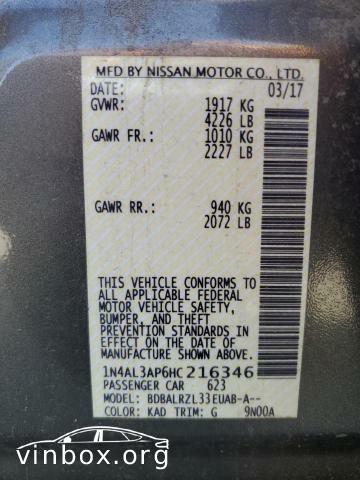 MFD BY NISSAN MOTOR CO., LTD.
DATE: 03/17
GVWR: 1917 KG
4226 LB
GAWR FR.: 1010 KG
2227 LB
GAWR RR.: 940 KG
2072 LB
THIS VEHICLE CONFORMS TO
ALL APPLICABLE FEDERAL
MOTOR VEHICLE SAFETY,
BUMPER, AND THEFT
PREVENTION STANDARDS
IN EFFECT ON THE DATE
OF MANUFACTURE SHOWN ABOVE.
1N4AL3AP6HC216346
PASSENGER CAR 623
MODEL: BDBALRZL33EUAB-A--
COLOR: KAD TRIM: G 9N00A
vinbox.org